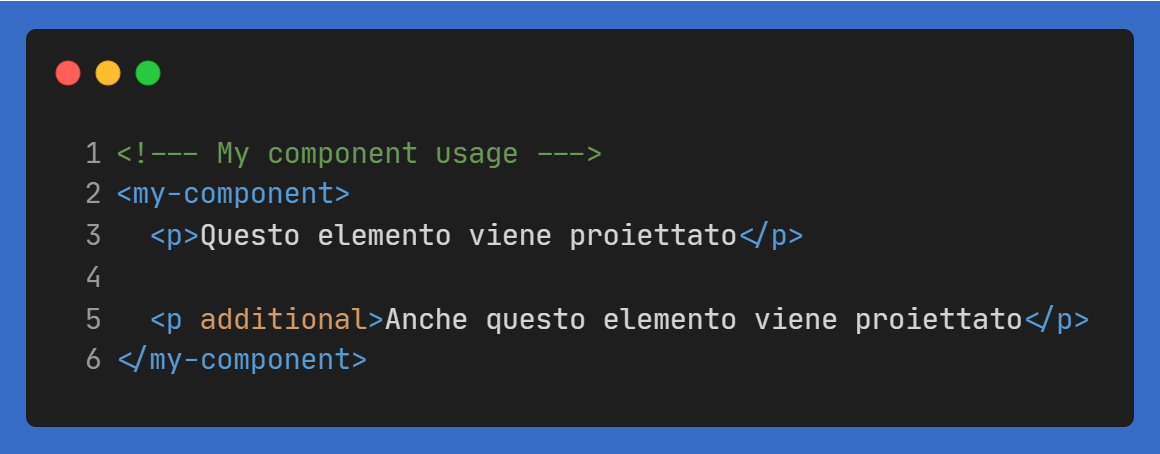 1 <!--- My component usage --->
2 <my-component>
3   <p>Questo elemento viene proiettato</p>
4
5   <p additional>Anche questo elemento viene proiettato</p>
6 </my-component>